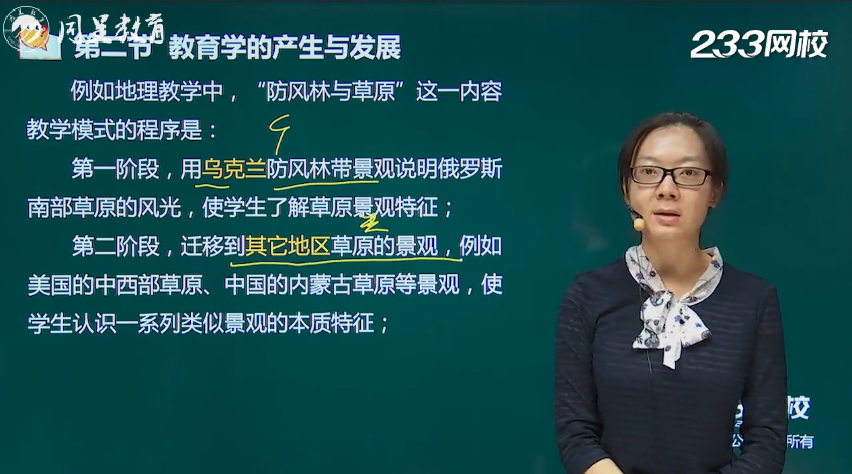 同星教育
第二节 教育学的产生与发展
233网校
例如地理教学中，“防风林与草原”这一内容
教学模式的程序是：
第一阶段，用乌克兰防风林带景观说明俄罗斯
南部草原的风光，使学生了解草原景观特征；
第二阶段，迁移到其它地区草原的景观，例如
美国的中西部草原、中国的内蒙古草原等景观，使
学生认识一系列类似景观的本质特征；
校
所有